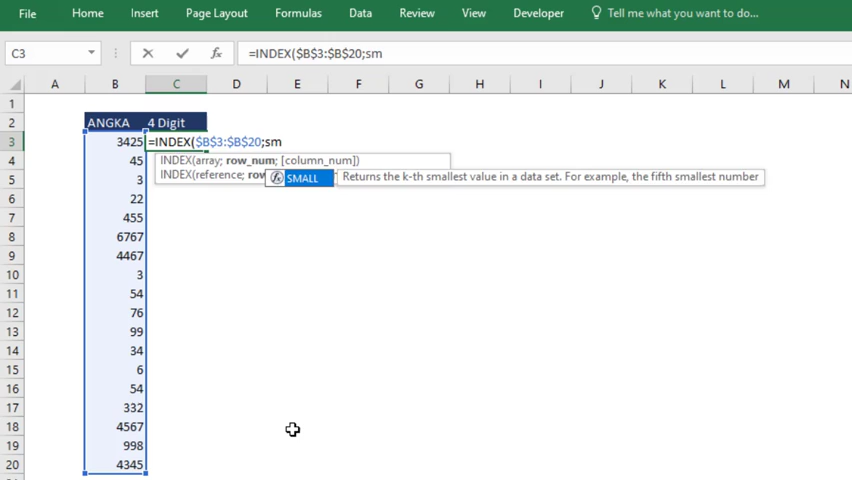 File Home Insert Page Layout Formulas Data Review View Developer Tell me what you want to do...
C3 fx =INDEX($B$3:$B$20;sm
A B C D E F G H I J K L M N
1
2 ANGKA 4 Digit
3 3425 =INDEX($B$3:$B$20;sm
4 45 INDEX(array; row_num; [column_num])
5 3 INDEX(reference; row fx SMALL Returns the k-th smallest value in a data set. For example, the fifth smallest number
6 22
7 455
8 6767
9 4467
10 3
11 54
12 76
13 99
14 34
15 6
16 54
17 332
18 4567
19 998
20 4345